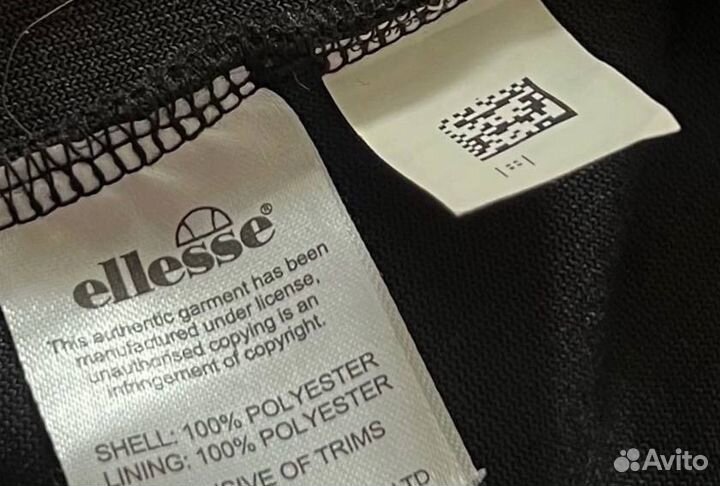 ellesse®
This authentic garment has been
manufactured under license,
unauthorised copying is an
infringement of copyright.
SHELL: 100% POLYESTER
LINING: 100% POLYESTER
OF TRIMS
LTD
Avito